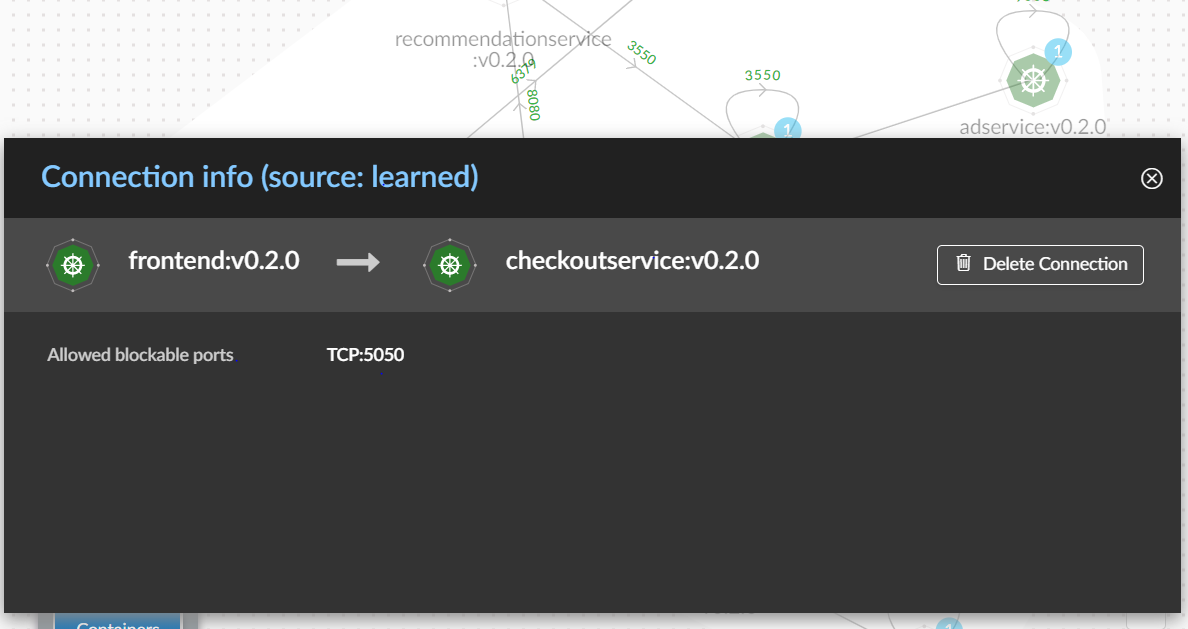 recommendationservice
:v0.2.0
3550
6379
8080
3550
1
1
adservice:v0.2.0
Connection info (source: learned)
frontend:v0.2.0
checkoutservice:v0.2.0
Delete Connection
Allowed blockable ports
TCP:5050
Containers
1